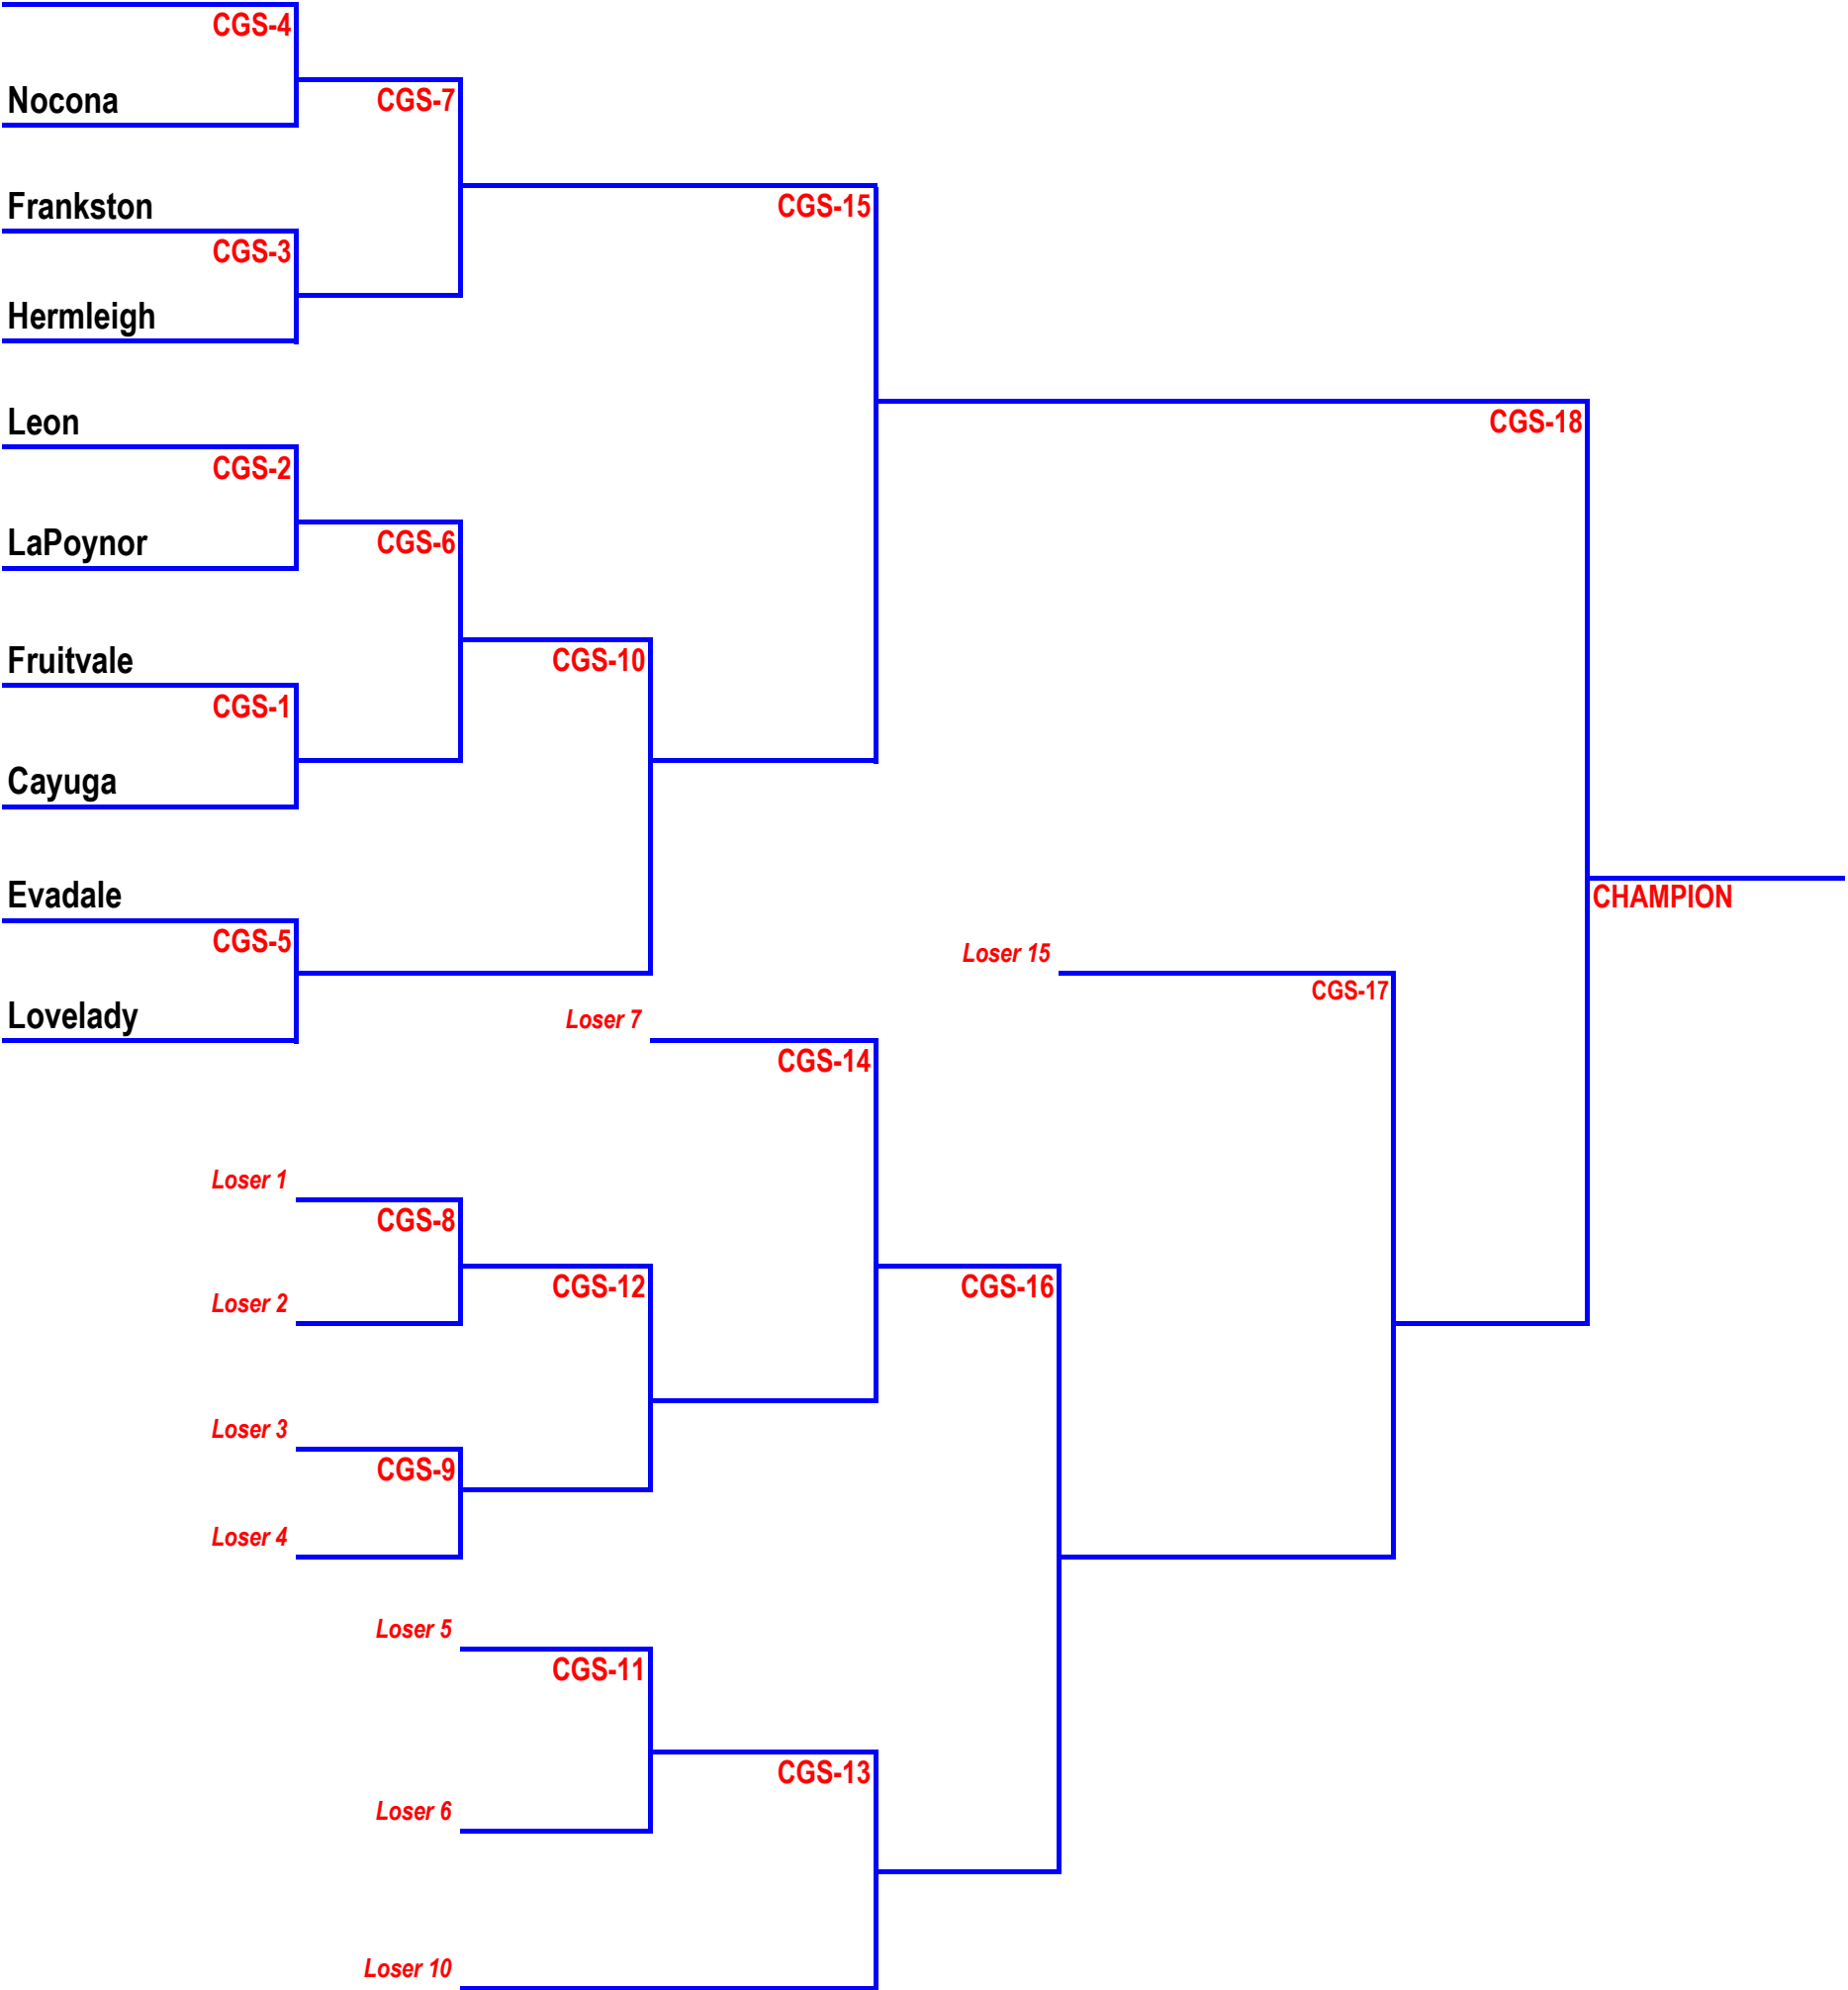 CGS-4
Nocona
CGS-7
Frankston
CGS-15
CGS-3
Hermleigh
Leon
CGS-18
CGS-2
LaPoynor
CGS-6
Fruitvale
CGS-10
CGS-1
Cayuga
Evadale
CHAMPION
CGS-5
Loser 15
CGS-17
Lovelady
Loser 7
CGS-14
Loser 1
CGS-8
CGS-12
CGS-16
Loser 2
Loser 3
CGS-9
Loser 4
Loser 5
CGS-11
CGS-13
Loser 6
Loser 10